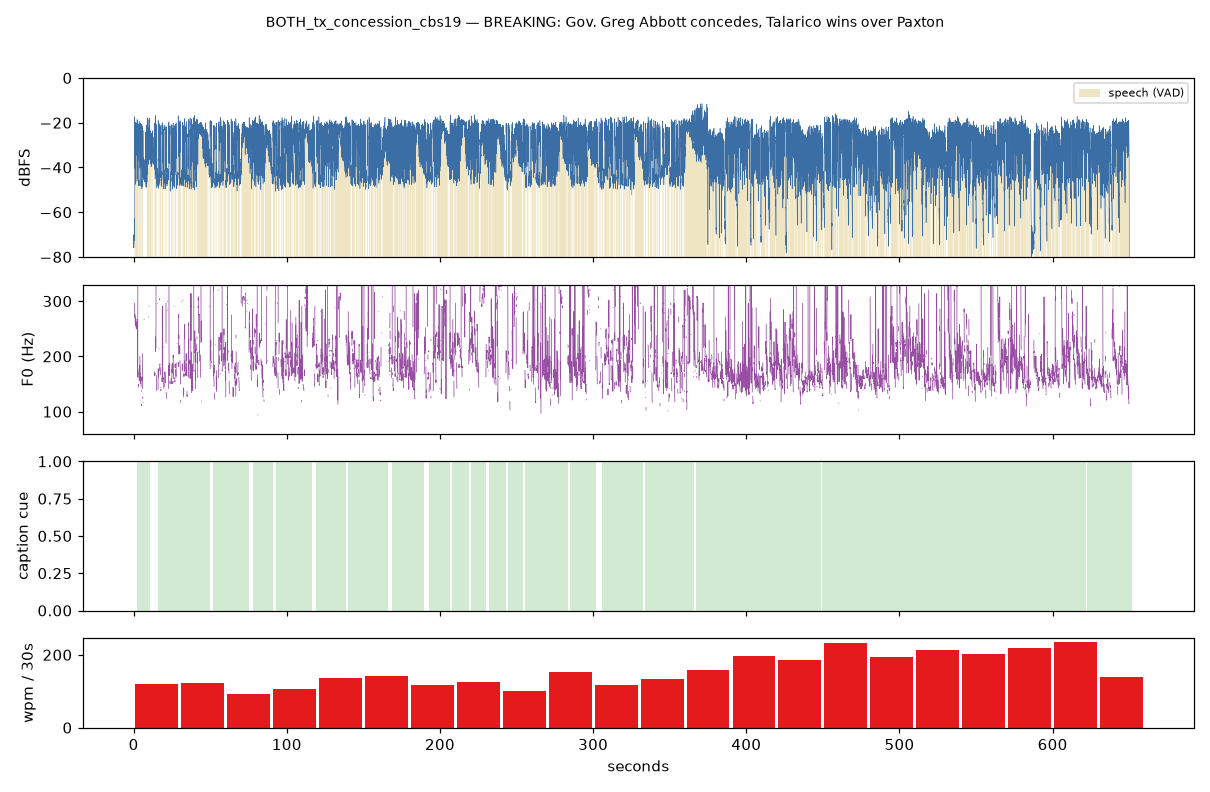 BOTH_tx_concession_cbs19 — BREAKING: Gov. Greg Abbott concedes, Talarico wins over Paxton
0
−20
−40
−60
−80
dBFS
speech (VAD)
300
200
100
F0 (Hz)
1.00
0.75
0.50
0.25
0.00
caption cue
200
0
wpm / 30s
0 100 200 300 400 500 600
seconds